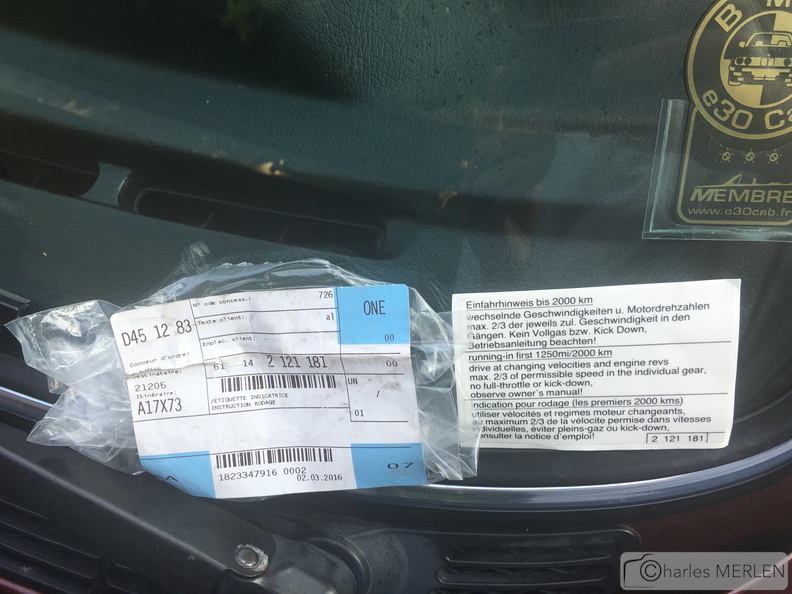 B M
e30 Cab
MEMBRE
www.e30cab.fr
D45 12 83
N° cde concess.:
726
Texte client:
al
Emplac. client:
ONE
00
Donneur d'ordre:
51 14 2 121 181
00
21205
Itinéraire:
A17X73
/ETIQUETTE INDICATRICE
INSTRUCTION RODAGE
UN
/
01
A
1823347916 0002
02.03.2016
07
Einfahrhinweis bis 2000 km
wechselnde Geschwindigkeiten u. Motordrehzahlen
max. 2/3 der jeweils zul. Geschwindigkeit in den
Gängen. Kein Vollgas bzw. Kick Down,
Betriebsanleitung beachten!
running-in first 1250mi/2000 km
drive at changing velocities and engine revs
max. 2/3 of permissible speed in the individual gear,
no full-throttle or kick-down,
observe owner's manual!
indication pour rodage (les premiers 2000 kms)
utiliser vélocités et regimes moteur changeants,
au maximum 2/3 de la vélocite permise dans vitesses
individuelles, éviter pleins-gaz ou kick-down,
consulter la notice d'emploi!
2 121 181
©harles MERLEN